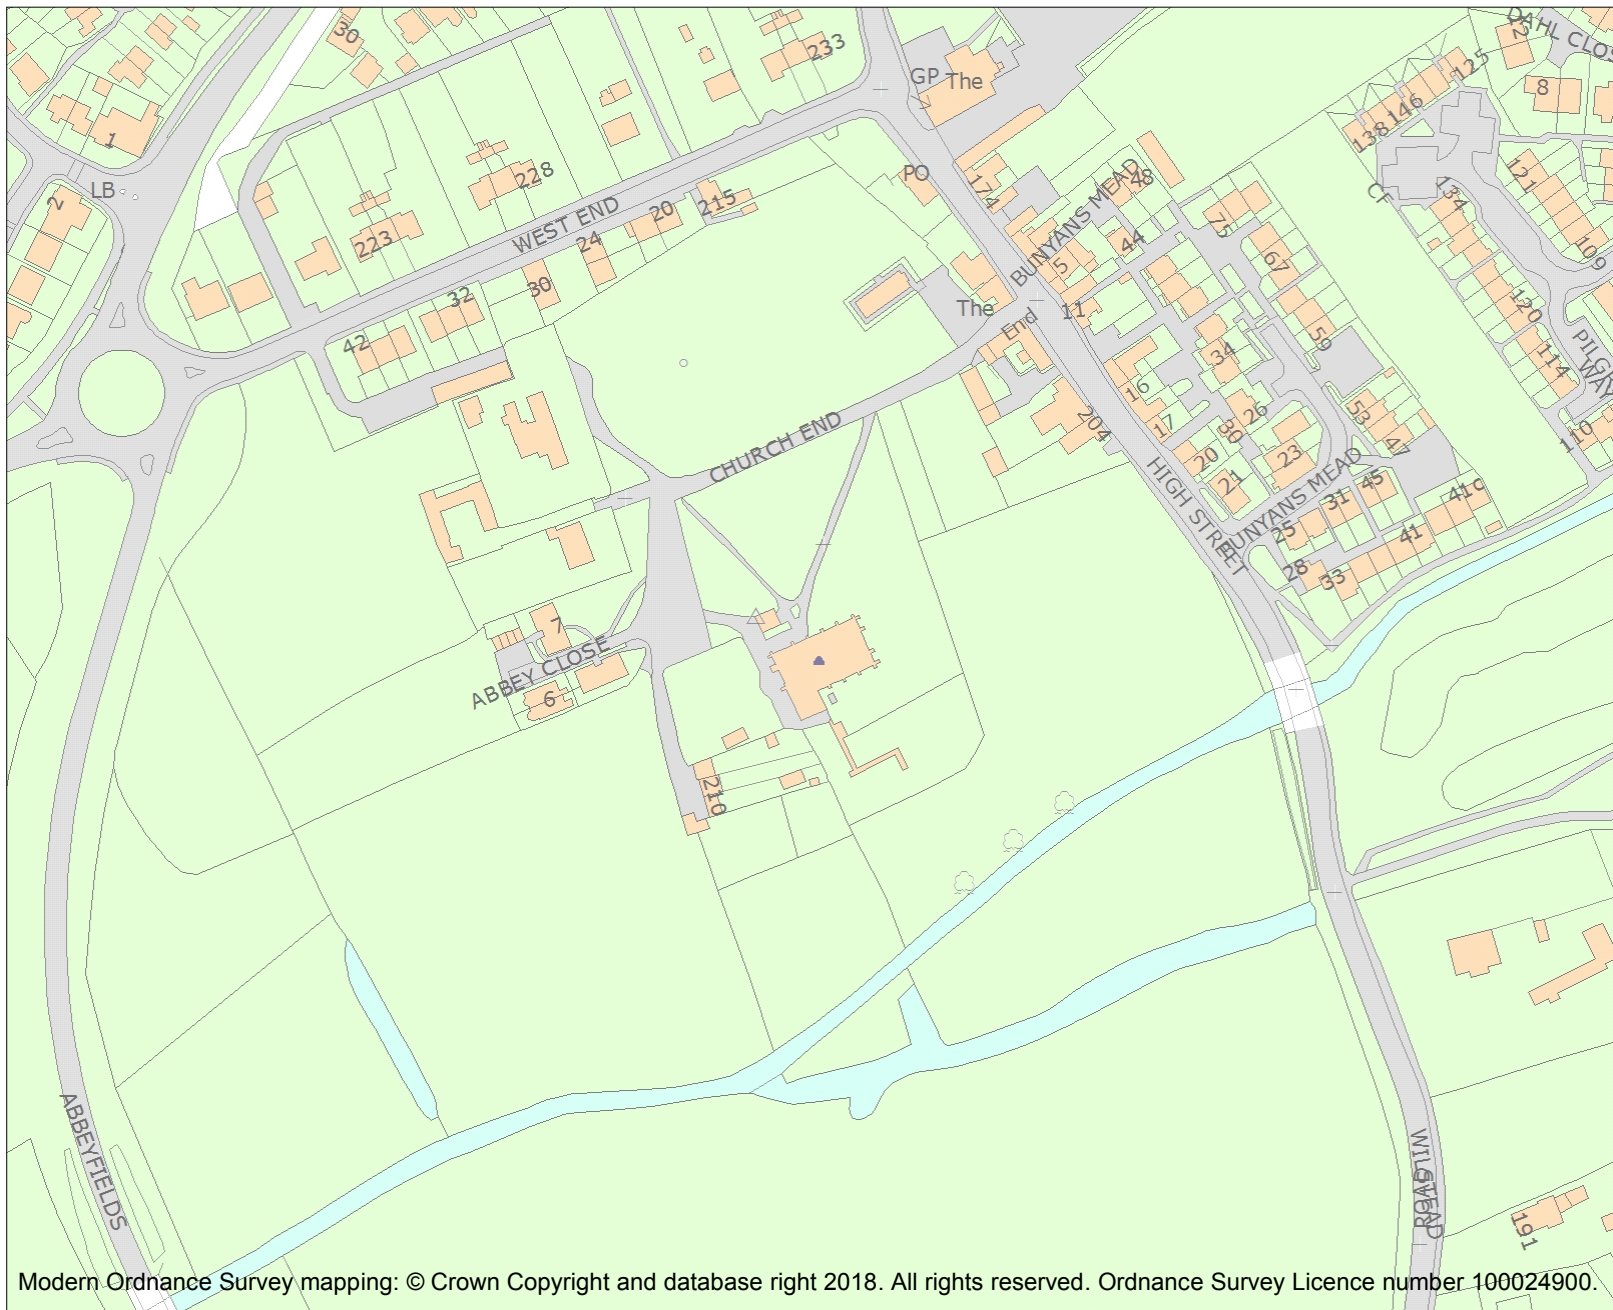 30
233
GP
The
DAHL CLOS
12
125
8
146
138
1
LB
2
228
PO
174
BUNYANS MEAD
48
CF
134
121
WEST END
20
215
24
223
75
44
5
67
109
30
32
The
End
11
120
42
59
34
PILGR
WAY
114
16
CHURCH END
204
17
26
30
53
47
110
20
23
21
HIGH STREET
BUNYANS MEAD
45
41c
31
25
41
28
33
7
ABBEY CLOSE
6
210
ABBEYFIELDS
WILSTEAD
ROAD
191
Modern Ordnance Survey mapping: © Crown Copyright and database right 2018. All rights reserved. Ordnance Survey Licence number 100024900.